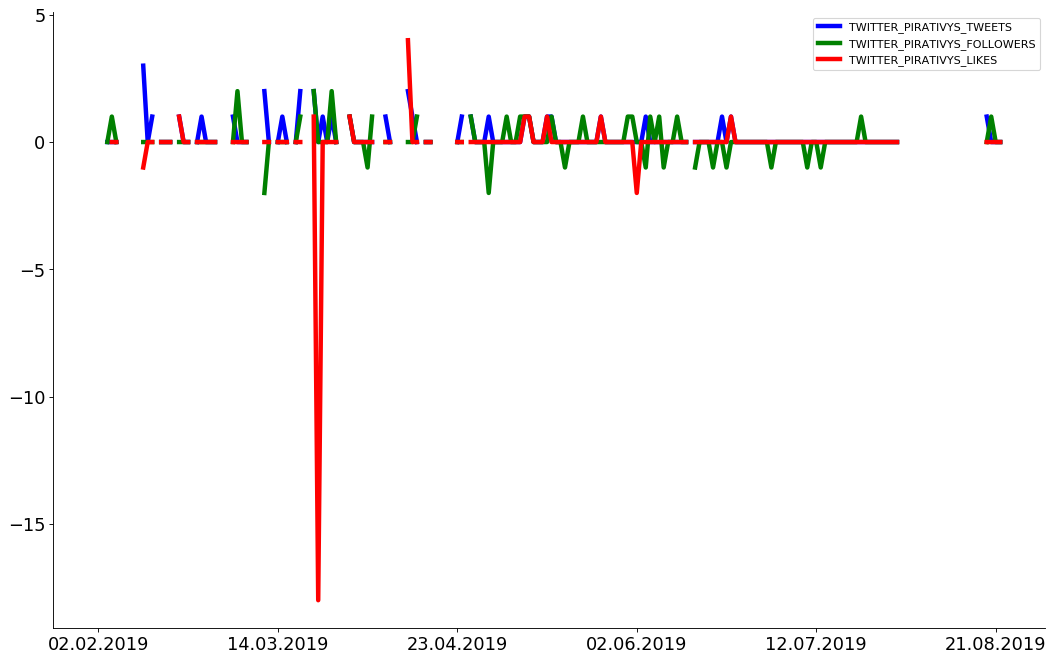 5
0
−5
−10
−15
TWITTER_PIRATIVYS_TWEETS
TWITTER_PIRATIVYS_FOLLOWERS
TWITTER_PIRATIVYS_LIKES
02.02.2019 14.03.2019 23.04.2019 02.06.2019 12.07.2019 21.08.2019